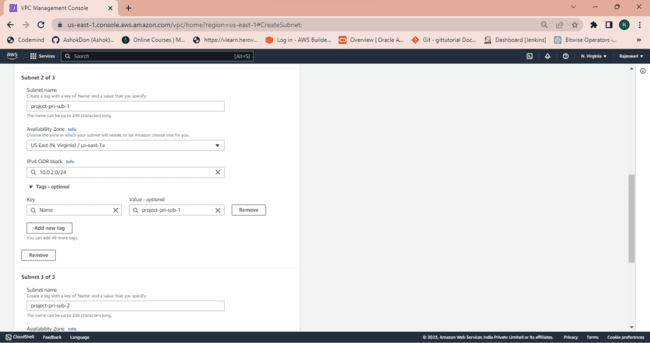 VPC Management Console
us-east-1.console.aws.amazon.com/vpc/home?region=us-east-1#CreateSubnet:
Codemind
AshokDon (Ashok)...
Online Courses | M...
https://vlearn.herov...
Log in - AWS Builde...
Oracle | Oracle A...
Git - gittutorial Doc...
Dashboard [Jenkins]
Bitwise Operators i...
aws
Services
Search
[Alt+S]
N. Virginia
Rajeswari
Subnet 2 of 3
Subnet name
Create a tag with a key of 'Name' and a value that you specify.
project-pri-sub-1
The name can be up to 256 characters long.
Availability Zone Info
Choose the zone in which your subnet will reside, or let Amazon choose one for you.
US East (N. Virginia) / us-east-1a
IPv4 CIDR block Info
10.0.2.0/24
Tags - optional
Key
Value - optional
Name
project-pri-sub-1
Remove
Add new tag
You can add 49 more tags.
Remove
Subnet 3 of 3
Subnet name
Create a tag with a key of 'Name' and a value that you specify.
project-pri-sub-2
The name can be up to 256 characters long.
Availability Zone Info
CloudShell
Feedback
Language
© 2023, Amazon Web Services India Private Limited or its affiliates.
Privacy
Terms
Cookie preferences